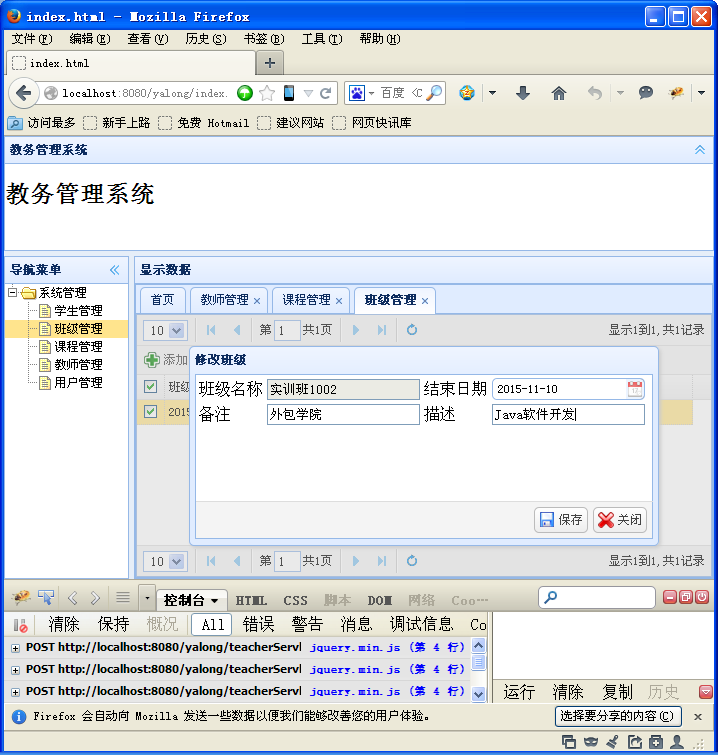 index.html - Mozilla Firefox
文件(F) 编辑(E) 查看(V) 历史(S) 书签(B) 工具(T) 帮助(H)
index.html
localhost:8080/yalong/index. 百度
访问最多 新手上路 免费 Hotmail 建议网站 网页快讯库
教务管理系统
教务管理系统
导航菜单
系统管理
学生管理
班级管理
课程管理
教师管理
用户管理
显示数据
首页 教师管理 课程管理 班级管理
10 第 1 共1页 显示1到1,共1记录
添加
班级
2015
修改班级
班级名称 实训班1002 结束日期 2015-11-10
备注 外包学院 描述 Java软件开发
保存 关闭
10 第 1 共1页 显示1到1,共1记录
控制台 HTML CSS 脚本 DOM 网络 Coo…
清除 保持 概况 All 错误 警告 消息 调试信息 Co
POST http://localhost:8080/yalong/teacherServl jquery.min.js (第 4 行)
POST http://localhost:8080/yalong/teacherServl jquery.min.js (第 4 行)
POST http://localhost:8080/yalong/teacherServl jquery.min.js (第 4 行)
运行 清除 复制 历史
Firefox 会自动向 Mozilla 发送一些数据以便我们能够改善您的用户体验。 选择要分享的内容(C)